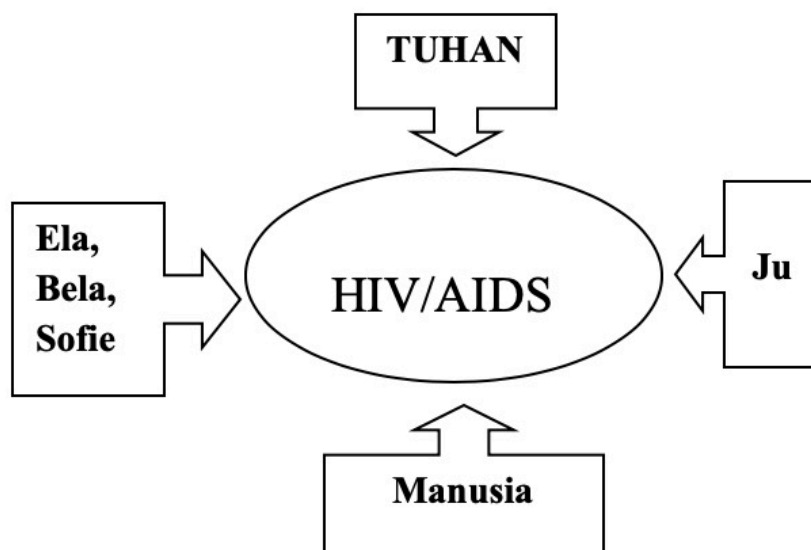 TUHAN
Ela,
Bela,
Sofie
HIV/AIDS
Ju
Manusia